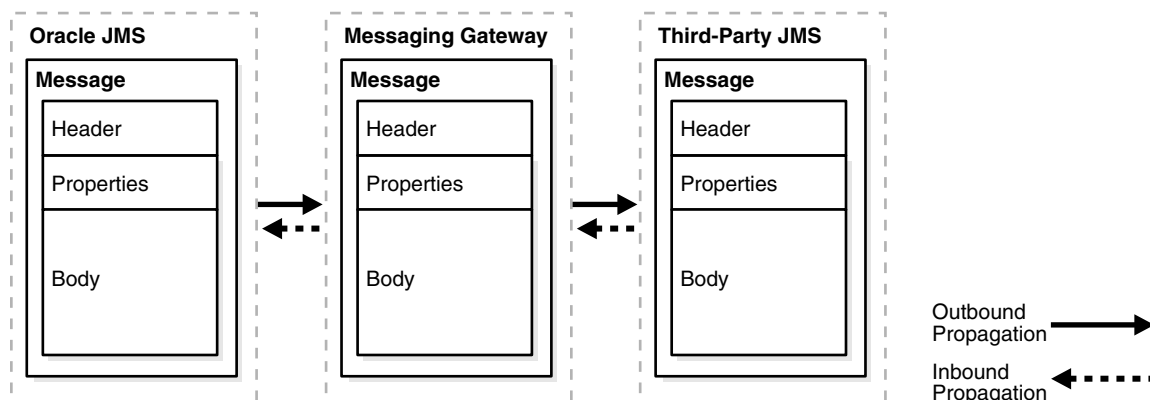 Oracle JMS
Message
Header
Properties
Body
Messaging Gateway
Message
Header
Properties
Body
Third-Party JMS
Message
Header
Properties
Body
Outbound
Propagation
Inbound
Propagation